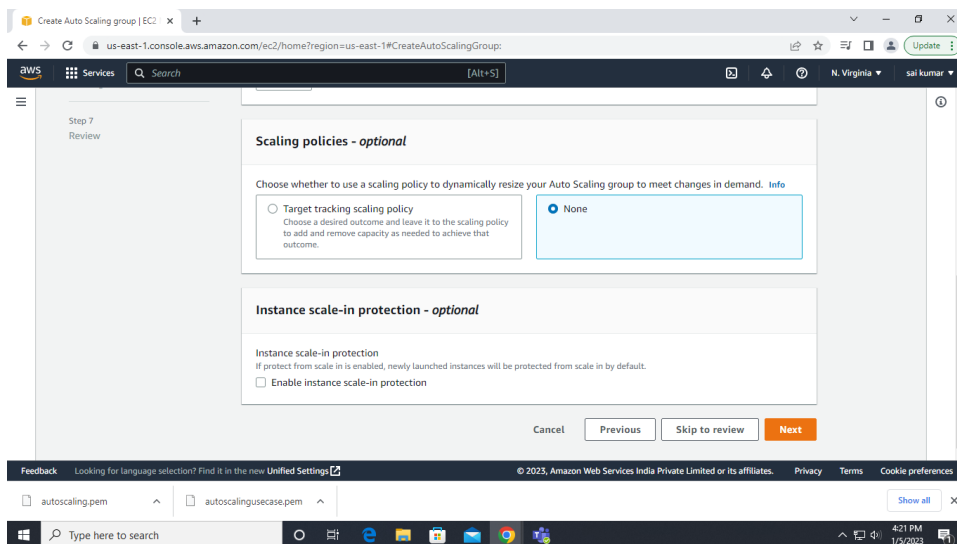 Create Auto Scaling group | EC2
us-east-1.console.aws.amazon.com/ec2/home?region=us-east-1#CreateAutoScalingGroup:
Update
aws
Services
Search
[Alt+S]
N. Virginia
sai kumar
Step 7
Review
Scaling policies - optional
Choose whether to use a scaling policy to dynamically resize your Auto Scaling group to meet changes in demand. Info
Target tracking scaling policy
Choose a desired outcome and leave it to the scaling policy
to add and remove capacity as needed to achieve that
outcome.
None
Instance scale-in protection - optional
Instance scale-in protection
If protect from scale in is enabled, newly launched instances will be protected from scale in by default.
Enable instance scale-in protection
Cancel
Previous
Skip to review
Next
Feedback
Looking for language selection? Find it in the new Unified Settings
© 2023, Amazon Web Services India Private Limited or its affiliates.
Privacy
Terms
Cookie preferences
autoscaling.pem
autoscalingusecase.pem
Show all
Type here to search
4:21 PM
1/5/2023